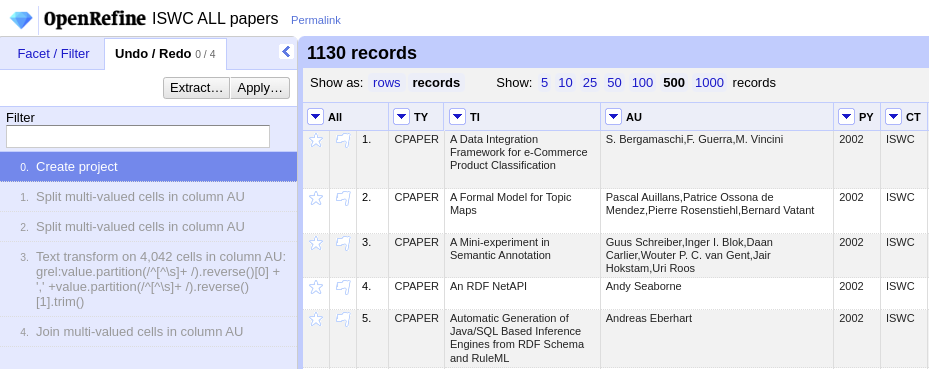 OpenRefine ISWC ALL papers Permalink
Facet / Filter Undo / Redo 0 / 4
Extract… Apply…
Filter
0. Create project
1. Split multi-valued cells in column AU
2. Split multi-valued cells in column AU
3. Text transform on 4,042 cells in column AU:
grel:value.partition(/^[^\s]+ /).reverse()[0] +
',' +value.partition(/^[^\s]+ /).reverse()
[1].trim()
4. Join multi-valued cells in column AU
1130 records
Show as: rows records Show: 5 10 25 50 100 500 1000 records
All TY TI AU PY CT
1. CPAPER A Data Integration S. Bergamaschi,F. Guerra,M. Vincini 2002 ISWC
Framework for e-Commerce
Product Classification
2. CPAPER A Formal Model for Topic Pascal Auillans,Patrice Ossona de 2002 ISWC
Maps Mendez,Pierre Rosenstiehl,Bernard Vatant
3. CPAPER A Mini-experiment in Guus Schreiber,Inger I. Blok,Daan 2002 ISWC
Semantic Annotation Carlier,Wouter P. C. van Gent,Jair
Hokstam,Uri Roos
4. CPAPER An RDF NetAPI Andy Seaborne 2002 ISWC
5. CPAPER Automatic Generation of Andreas Eberhart 2002 ISWC
Java/SQL Based Inference
Engines from RDF Schema
and RuleML